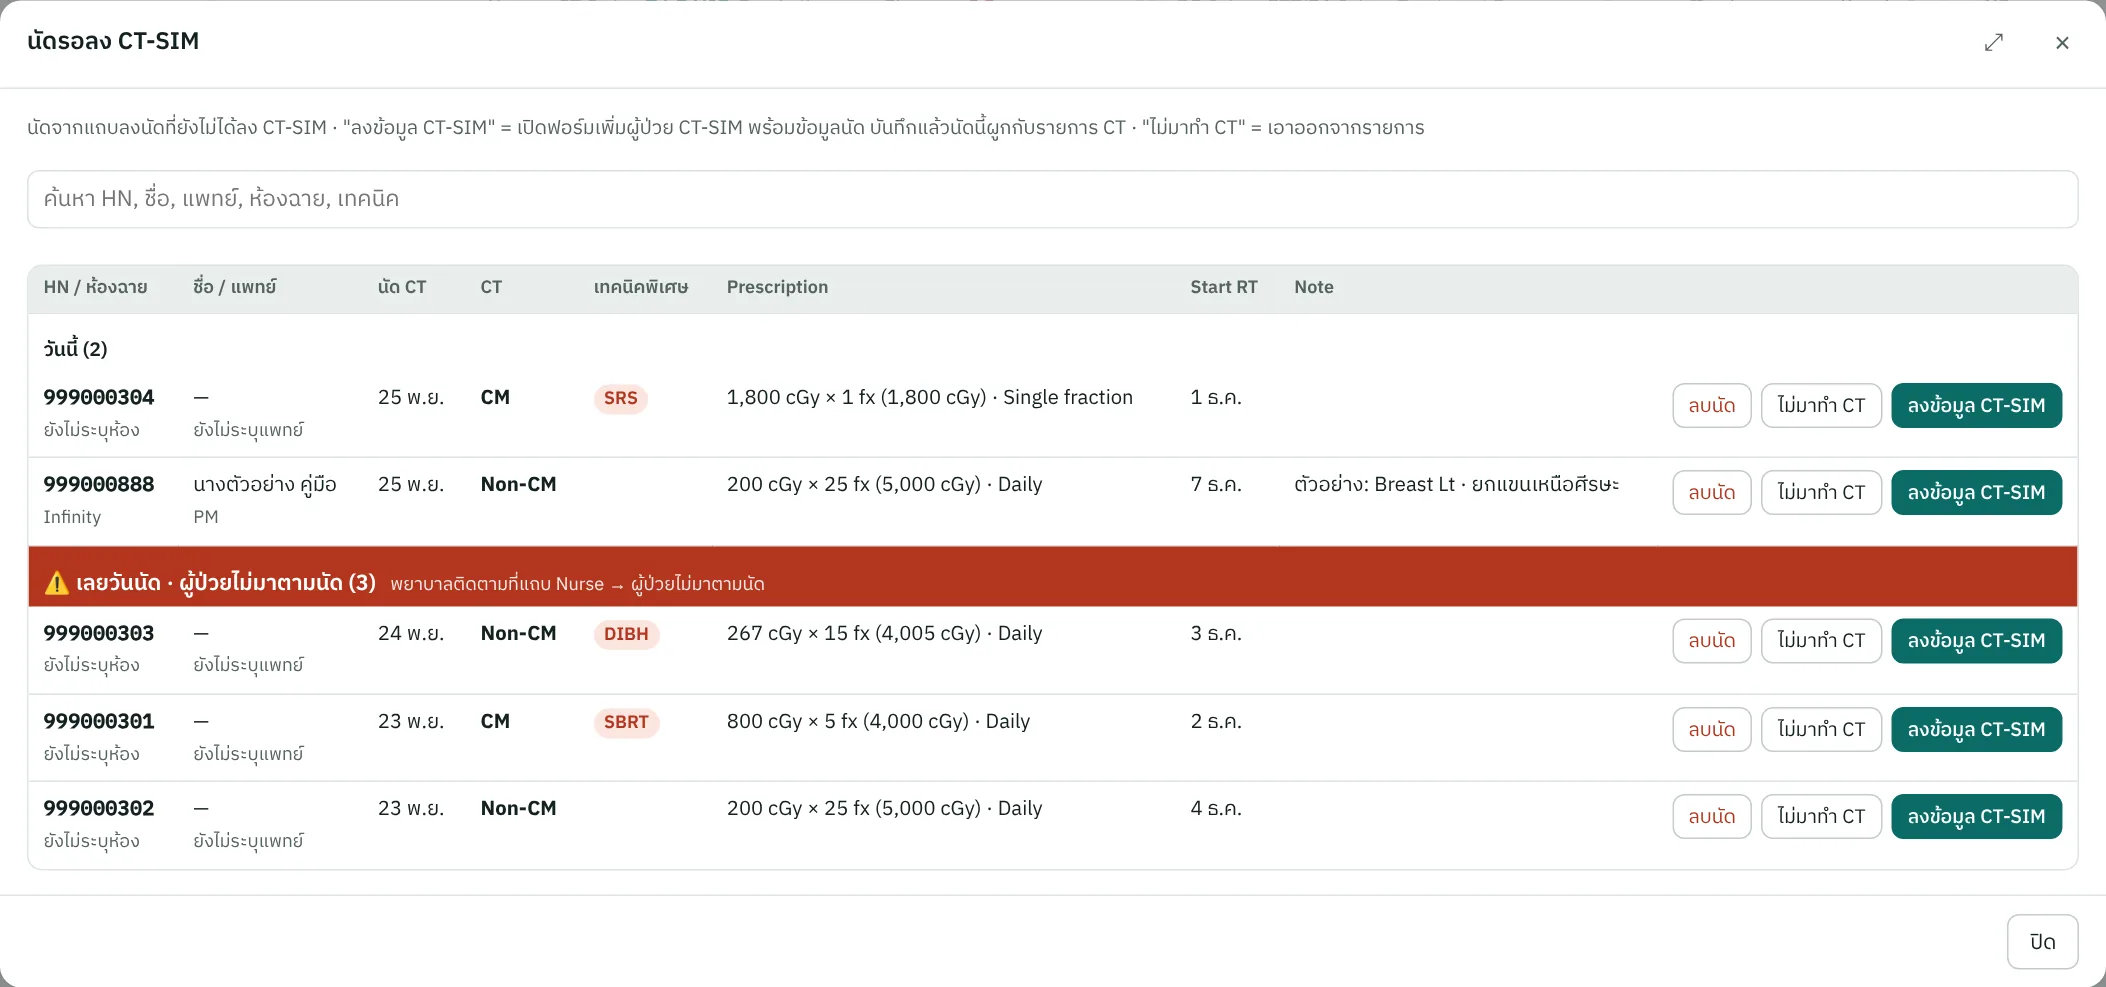 นัดรอลง CT-SIM
นัดจากแถบลงนัดที่ยังไม่ได้ลง CT-SIM · "ลงข้อมูล CT-SIM" = เปิดฟอร์มเพิ่มผู้ป่วย CT-SIM พร้อมข้อมูลนัด บันทึกแล้วนัดนี้ผูกกับรายการ CT · "ไม่มาทำ CT" = เอาออกจากรายการ
ค้นหา HN, ชื่อ, แพทย์, ห้องฉาย, เทคนิค
HN / ห้องฉาย ชื่อ / แพทย์ นัด CT CT เทคนิคพิเศษ Prescription Start RT Note
วันนี้ (2)
999000304 — 25 พ.ย. CM SRS 1,800 cGy × 1 fx (1,800 cGy) · Single fraction 1 ธ.ค. ลบนัด ไม่มาทำ CT ลงข้อมูล CT-SIM
ยังไม่ระบุห้อง ยังไม่ระบุแพทย์
999000888 นางตัวอย่าง คู่มือ 25 พ.ย. Non-CM 200 cGy × 25 fx (5,000 cGy) · Daily 7 ธ.ค. ตัวอย่าง: Breast Lt · ยกแขนเหนือศีรษะ ลบนัด ไม่มาทำ CT ลงข้อมูล CT-SIM
Infinity PM
⚠️ เลยวันนัด · ผู้ป่วยไม่มาตามนัด (3) พยาบาลติดตามที่แถบ Nurse → ผู้ป่วยไม่มาตามนัด
999000303 — 24 พ.ย. Non-CM DIBH 267 cGy × 15 fx (4,005 cGy) · Daily 3 ธ.ค. ลบนัด ไม่มาทำ CT ลงข้อมูล CT-SIM
ยังไม่ระบุห้อง ยังไม่ระบุแพทย์
999000301 — 23 พ.ย. CM SBRT 800 cGy × 5 fx (4,000 cGy) · Daily 2 ธ.ค. ลบนัด ไม่มาทำ CT ลงข้อมูล CT-SIM
ยังไม่ระบุห้อง ยังไม่ระบุแพทย์
999000302 — 23 พ.ย. Non-CM 200 cGy × 25 fx (5,000 cGy) · Daily 4 ธ.ค. ลบนัด ไม่มาทำ CT ลงข้อมูล CT-SIM
ยังไม่ระบุห้อง ยังไม่ระบุแพทย์
ปิด